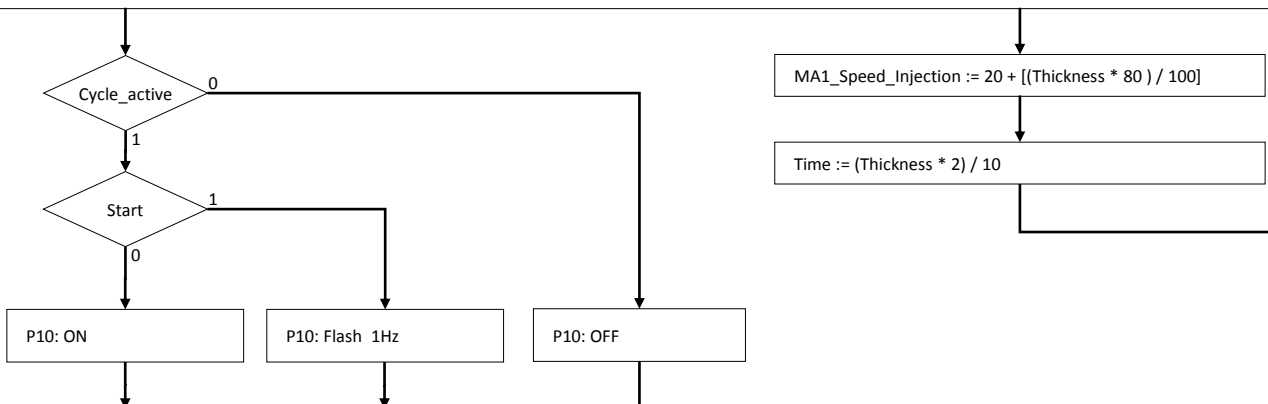 Cycle_active
0
1
Start
1
0
P10: ON
P10: Flash 1Hz
P10: OFF
MA1_Speed_Injection := 20 + [(Thickness * 80 ) / 100]
Time := (Thickness * 2) / 10